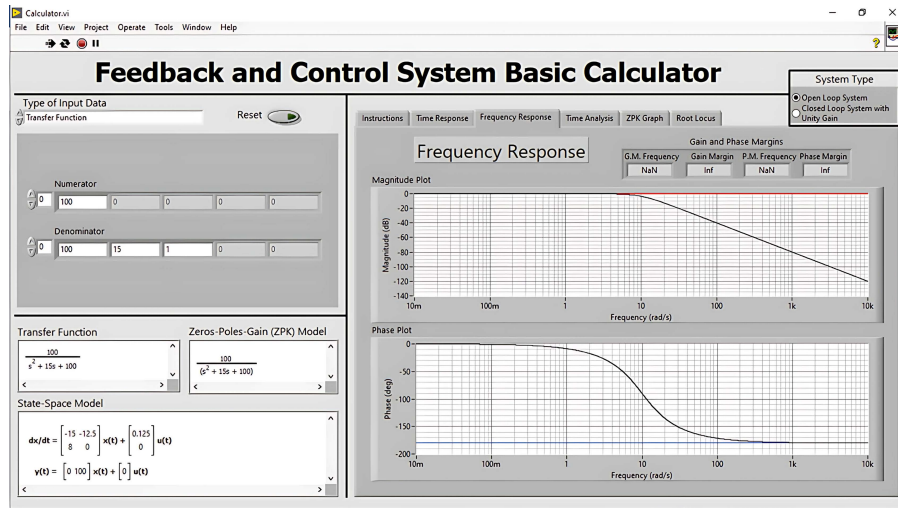 Calculator.vi
File Edit View Project Operate Tools Window Help
Feedback and Control System Basic Calculator
System Type
Open Loop System
Closed Loop System with
Unity Gain
Type of Input Data
Transfer Function
Reset
Numerator
0 100 0 0 0 0
Denominator
0 100 15 1 0 0
Transfer Function
100
s² + 15s + 100
Zeros-Poles-Gain (ZPK) Model
100
(s² + 15s + 100)
State-Space Model
dx/dt = [-15 -12.5
8 0] x(t) + [0.125
0] u(t)
y(t) = [0 100] x(t) + [0] u(t)
Instructions Time Response Frequency Response Time Analysis ZPK Graph Root Locus
Frequency Response
Gain and Phase Margins
G.M. Frequency Gain Margin P.M. Frequency Phase Margin
NaN Inf NaN Inf
Magnitude Plot
Magnitude (dB)
0
-20
-40
-60
-80
-100
-120
-140
10m 100m 1 10 100 1k 10k
Frequency (rad/s)
Phase Plot
Phase (deg)
0
-50
-100
-150
-200
10m 100m 1 10 100 1k 10k
Frequency (rad/s)